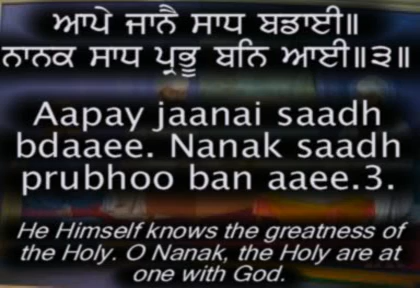 ਆਪੇ ਜਾਨੈ ਸਾਧ ਬਡਾਈ॥
ਨਾਨਕ ਸਾਧ ਪ੍ਰਭੂ ਬਨਿ ਆਈ॥੩॥
Aapay jaanai saadh
bdaaee. Nanak saadh
prubhoo ban aaee.3.
He Himself knows the greatness of
the Holy. O Nanak, the Holy are at
one with God.